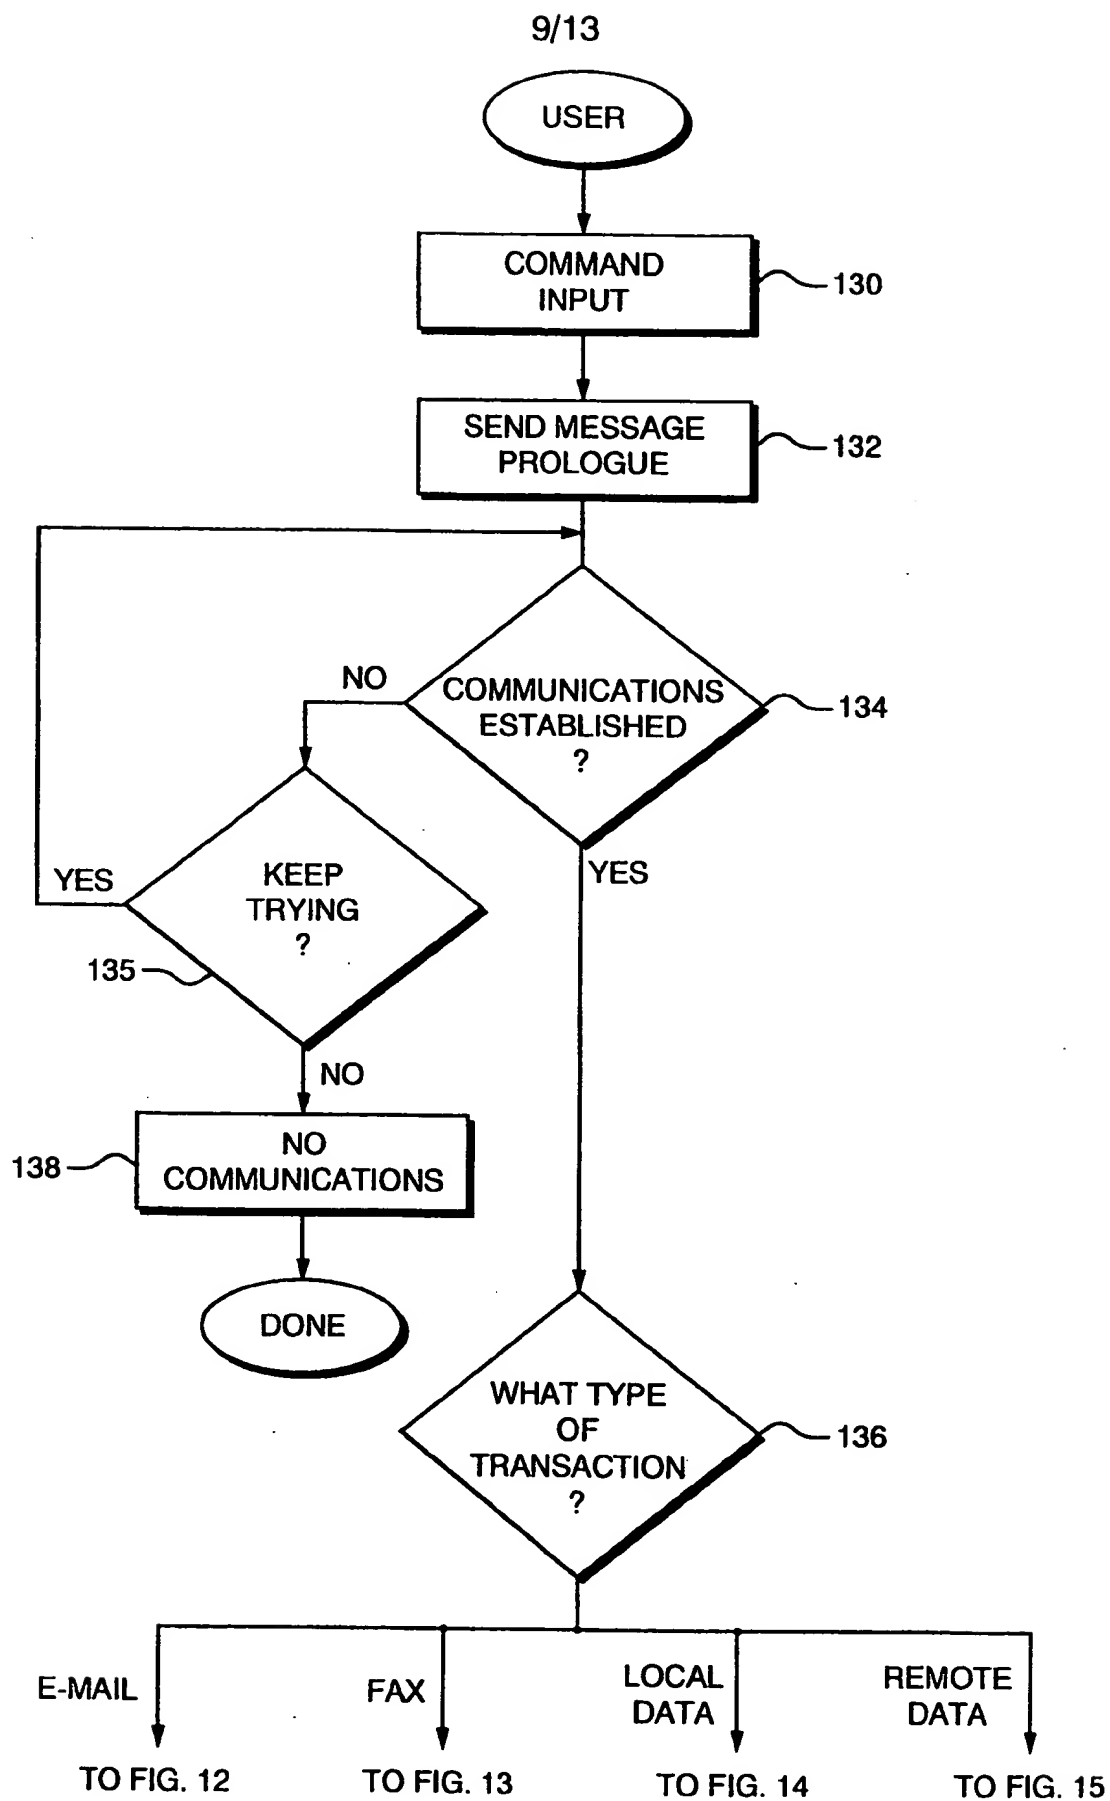 9/13
USER
COMMAND
INPUT
130
SEND MESSAGE
PROLOGUE
132
NO
COMMUNICATIONS
ESTABLISHED
?
134
YES
YES
KEEP
TRYING
?
135
NO
138
NO
COMMUNICATIONS
DONE
WHAT TYPE
OF
TRANSACTION
?
136
E-MAIL
FAX
LOCAL
DATA
REMOTE
DATA
TO FIG. 12
TO FIG. 13
TO FIG. 14
TO FIG. 15